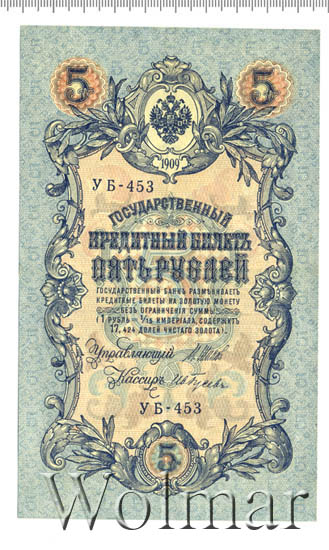 5 5
1909
УБ-453
ГОСУДАРСТВЕННЫЙ
КРЕДИТНЫЙ БИЛЕТЪ
ПЯТЬ РУБЛЕЙ
ГОСУДАРСТВЕННЫЙ БАНКЪ РАЗМѢНИВАЕТЪ
КРЕДИТНЫЕ БИЛЕТЫ НА ЗОЛОТУЮ МОНЕТУ
БЕЗЪ ОГРАНИЧЕНІЯ СУММЫ
(1 РУБЛЬ = 1/15 ИМПЕРІАЛА, СОДЕРЖИТЪ
17,424 ДОЛЕЙ ЧИСТАГО ЗОЛОТА).
Управляющій
Кассиръ
УБ-453
5
Wolmar